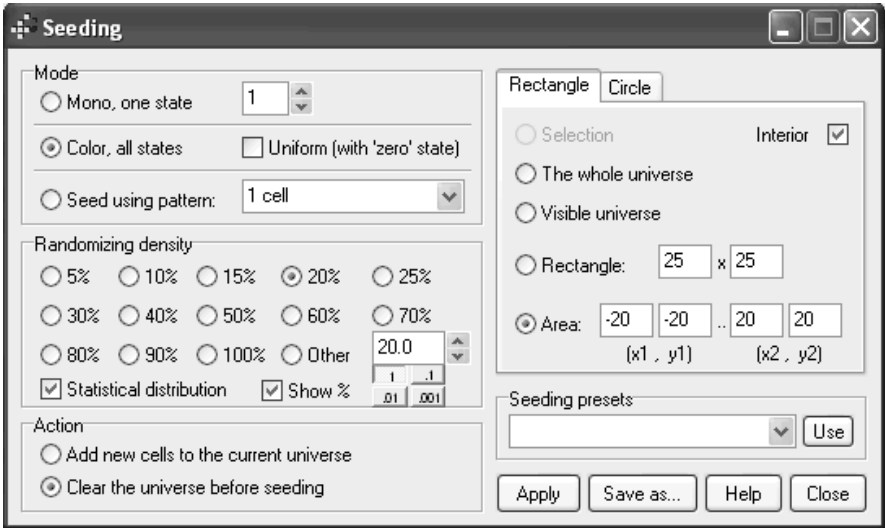 Seeding
Mode
Mono, one state 1
Color, all states Uniform (with 'zero' state)
Seed using pattern: 1 cell
Randomizing density
5% 10% 15% 20% 25%
30% 40% 50% 60% 70%
80% 90% 100% Other 20.0
1 .1
Statistical distribution Show %
.01 .001
Action
Add new cells to the current universe
Clear the universe before seeding
Rectangle Circle
Selection Interior
The whole universe
Visible universe
Rectangle: 25 x 25
Area: -20 -20 .. 20 20
(x1 , y1) (x2 , y2)
Seeding presets
Use
Apply Save as... Help Close